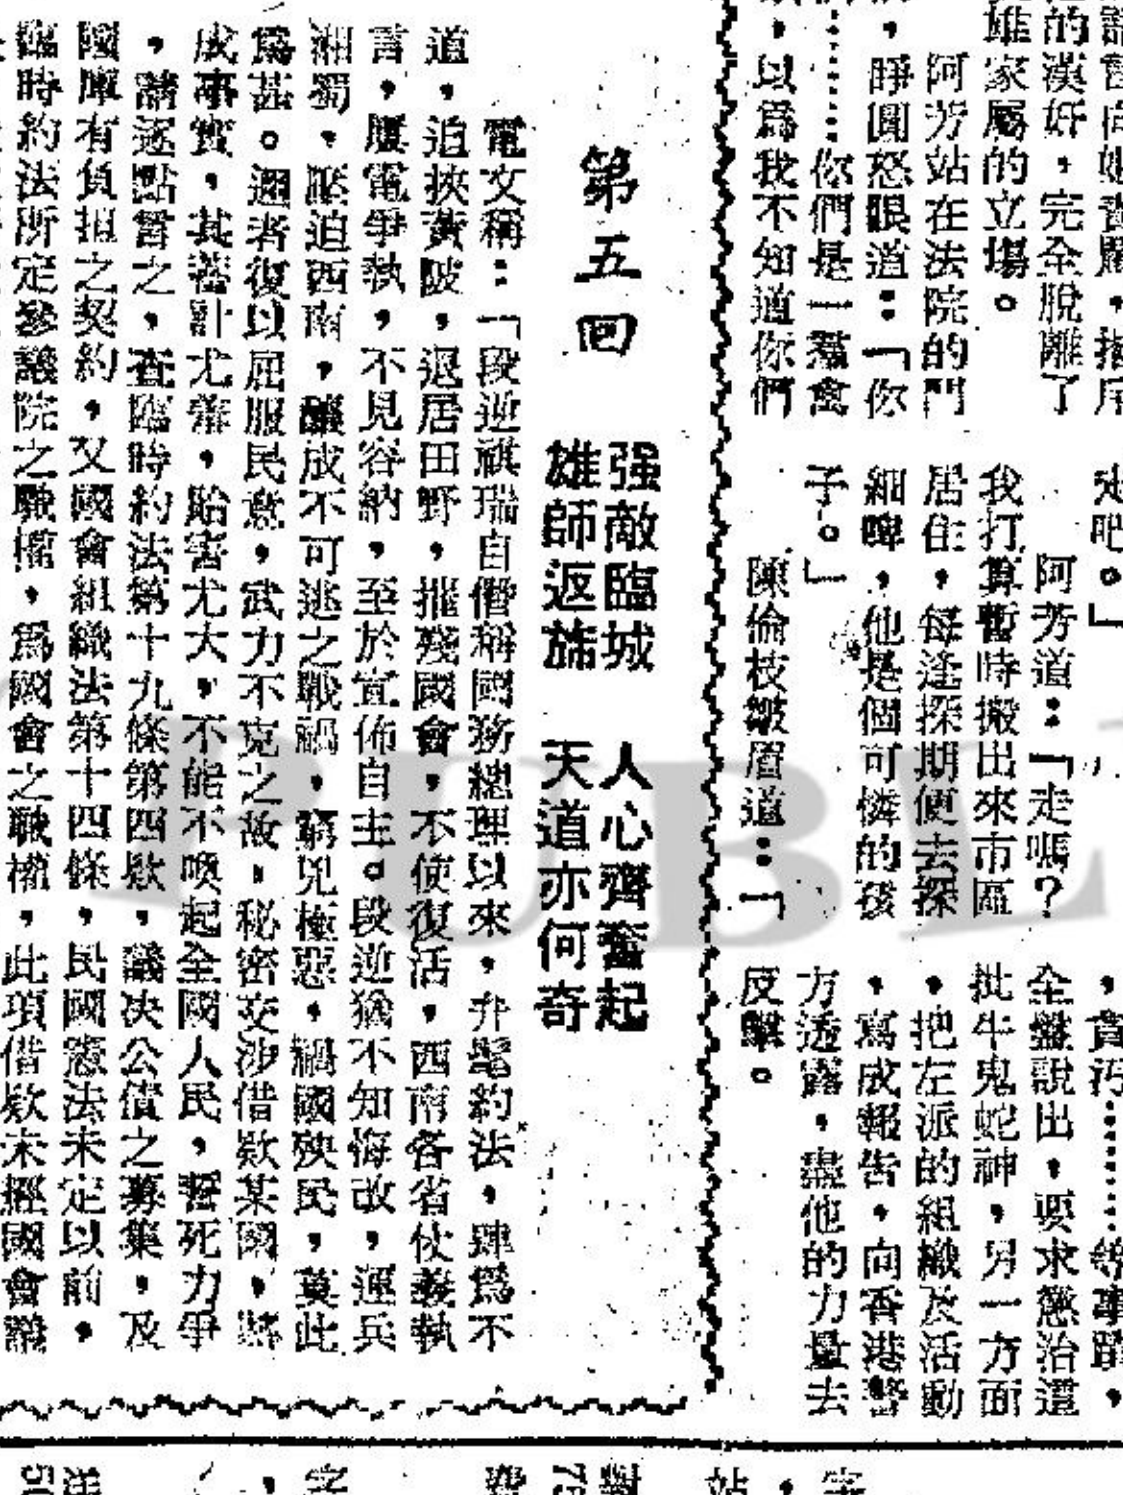 的漢奸，完全脫離了
雄家屬的立場。
阿芳站在法院的門
，睜圓怒眼道：「你
……你們是一羣禽
，以爲我不知道你們
走吧。」
阿芳道：「走嗎？
我打算暫時搬出來市區
居住，每逢探期便去探
細啤，他是個可憐的孩
子。」
陳倫枝皺眉道：「
，貪污……等事蹟，
全盤說出，要求懲治這
批牛鬼蛇神，另一方面
，把左派的組織及活動
，寫成報告，向香港警
方透露，盡他的力量去
反擊。
第五回
强敵臨城 人心齊奮起
雄師返旆 天道亦何奇
電文稱：「段逆祺瑞自僭稱國務總理以來，弁髦約法，肆爲不
道，迫挾黃陂，退居田野，摧殘國會，不使復活，西南各省仗義執
言，屢電爭執，不見容納，至於宣佈自主。段逆猶不知悔改，運兵
湘蜀，壓迫西南，釀成不可逃之戰禍，窮兇極惡，禍國殃民，莫此
爲甚。邇者復以屈服民意，武力不克之故，秘密交涉借欵某國，將
成事實，其蓄計尤，貽害尤大，不能不喚起全國人民，誓死力爭
，請逐點言之，查臨時約法第十九條第四欵，議决公債之募集，及
國庫有負担之契約，又國會組織法第十四條，民國憲法未定以前，
臨時約法所定參議院之職權，爲國會之職權，此項借欵未經國會